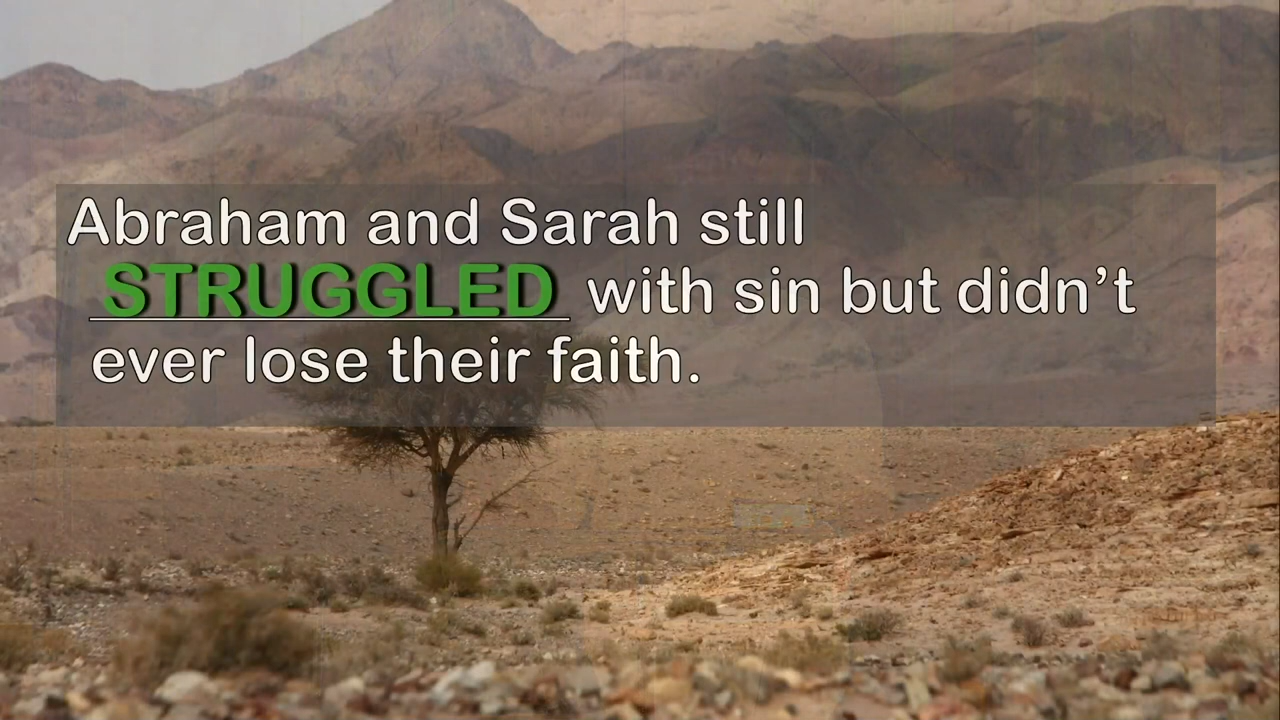 Abraham and Sarah still
STRUGGLED with sin but didn’t
ever lose their faith.